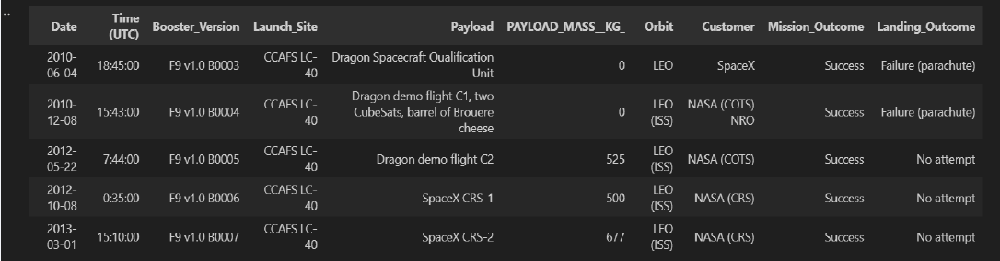 ..
Date Time (UTC) Booster_Version Launch_Site Payload PAYLOAD_MASS__KG_ Orbit Customer Mission_Outcome Landing_Outcome
2010-06-04 18:45:00 F9 v1.0 B0003 CCAFS LC-40 Dragon Spacecraft Qualification Unit 0 LEO SpaceX Success Failure (parachute)
2010-12-08 15:43:00 F9 v1.0 B0004 CCAFS LC-40 Dragon demo flight C1, two CubeSats, barrel of Brouere cheese 0 LEO (ISS) NASA (COTS) NRO Success Failure (parachute)
2012-05-22 7:44:00 F9 v1.0 B0005 CCAFS LC-40 Dragon demo flight C2 525 LEO (ISS) NASA (COTS) Success No attempt
2012-10-08 0:35:00 F9 v1.0 B0006 CCAFS LC-40 SpaceX CRS-1 500 LEO (ISS) NASA (CRS) Success No attempt
2013-03-01 15:10:00 F9 v1.0 B0007 CCAFS LC-40 SpaceX CRS-2 677 LEO (ISS) NASA (CRS) Success No attempt